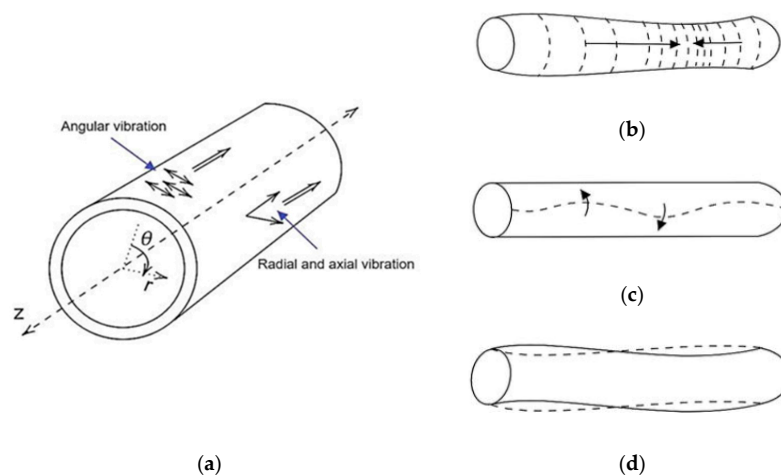 Angular vibration
θ
r
Radial and axial vibration
z
(a)
(b)
(c)
(d)